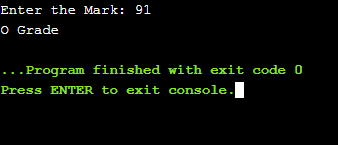 Enter the Mark: 91
O Grade
...Program finished with exit code 0
Press ENTER to exit console.